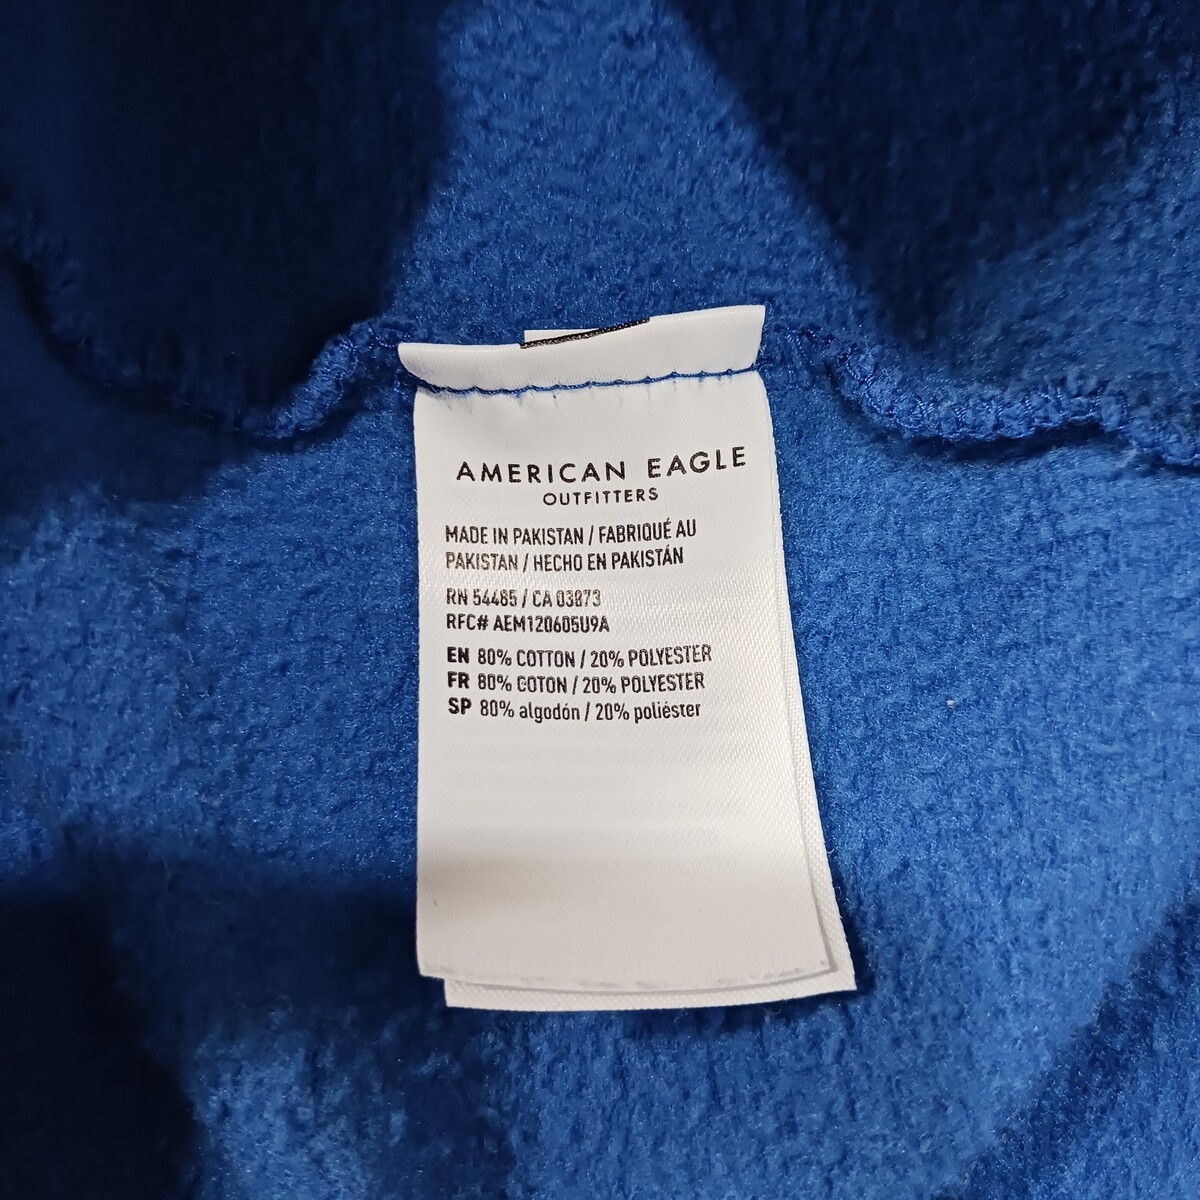 AMERICAN EAGLE
OUTFITTERS
MADE IN PAKISTAN / FABRIQUÉ AU
PAKISTAN / HECHO EN PAKISTÁN
RN 54485 / CA 03873
RFC# AEM120605U9A
EN 80% COTTON / 20% POLYESTER
FR 80% COTON / 20% POLYESTER
SP 80% algodón / 20% poliéster